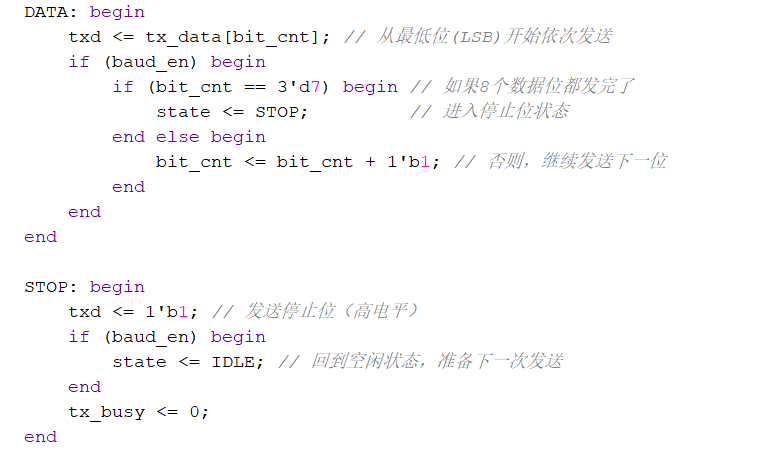 DATA: begin
    txd <= tx_data[bit_cnt]; // 从最低位(LSB)开始依次发送
    if (baud_en) begin
        if (bit_cnt == 3'd7) begin // 如果8个数据位都发完了
            state <= STOP;         // 进入停止位状态
        end else begin
            bit_cnt <= bit_cnt + 1'b1; // 否则，继续发送下一位
        end
    end
end

STOP: begin
    txd <= 1'b1; // 发送停止位（高电平）
    if (baud_en) begin
        state <= IDLE; // 回到空闲状态，准备下一次发送
    end
    tx_busy <= 0;
end